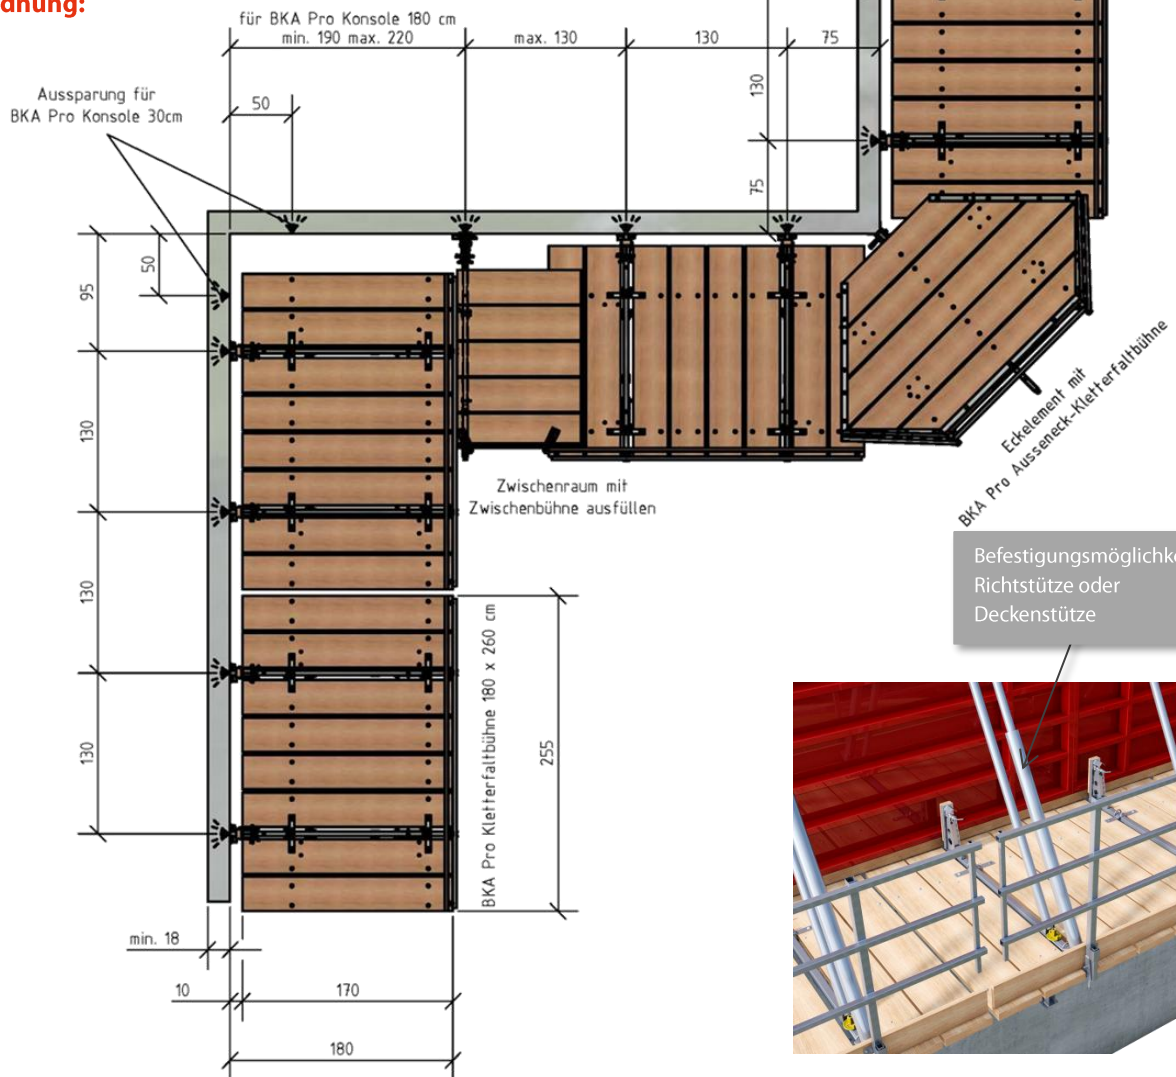 dnung:
für BKA Pro Konsole 180 cm
min. 190 max. 220
max. 130
130
75
Aussparung für
BKA Pro Konsole 30cm
50
130
75
50
95
130
130
130
Zwischenraum mit
Zwischenbühne ausfüllen
Eckelement mit
BKA Pro Ausseneck-Kletterfaltbühne
Befestigungsmöglichke
Richtstütze oder
Deckenstütze
BKA Pro Kletterfaltbühne 180 x 260 cm
255
min. 18
10
170
180